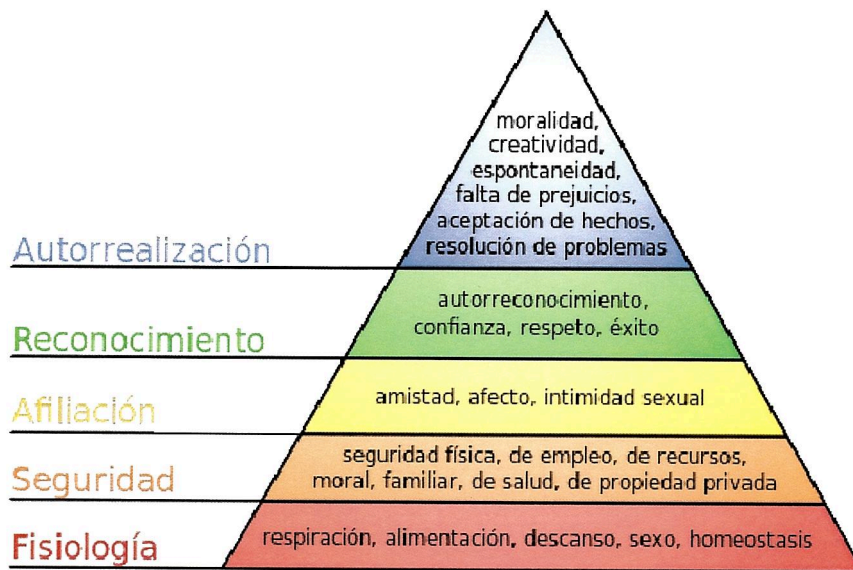 moralidad,
creatividad,
espontaneidad,
falta de prejuicios,
aceptación de hechos,
resolución de problemas
Autorrealización
autorreconocimiento,
confianza, respeto, éxito
Reconocimiento
amistad, afecto, intimidad sexual
Afiliación
seguridad física, de empleo, de recursos,
moral, familiar, de salud, de propiedad privada
Seguridad
respiración, alimentación, descanso, sexo, homeostasis
Fisiología